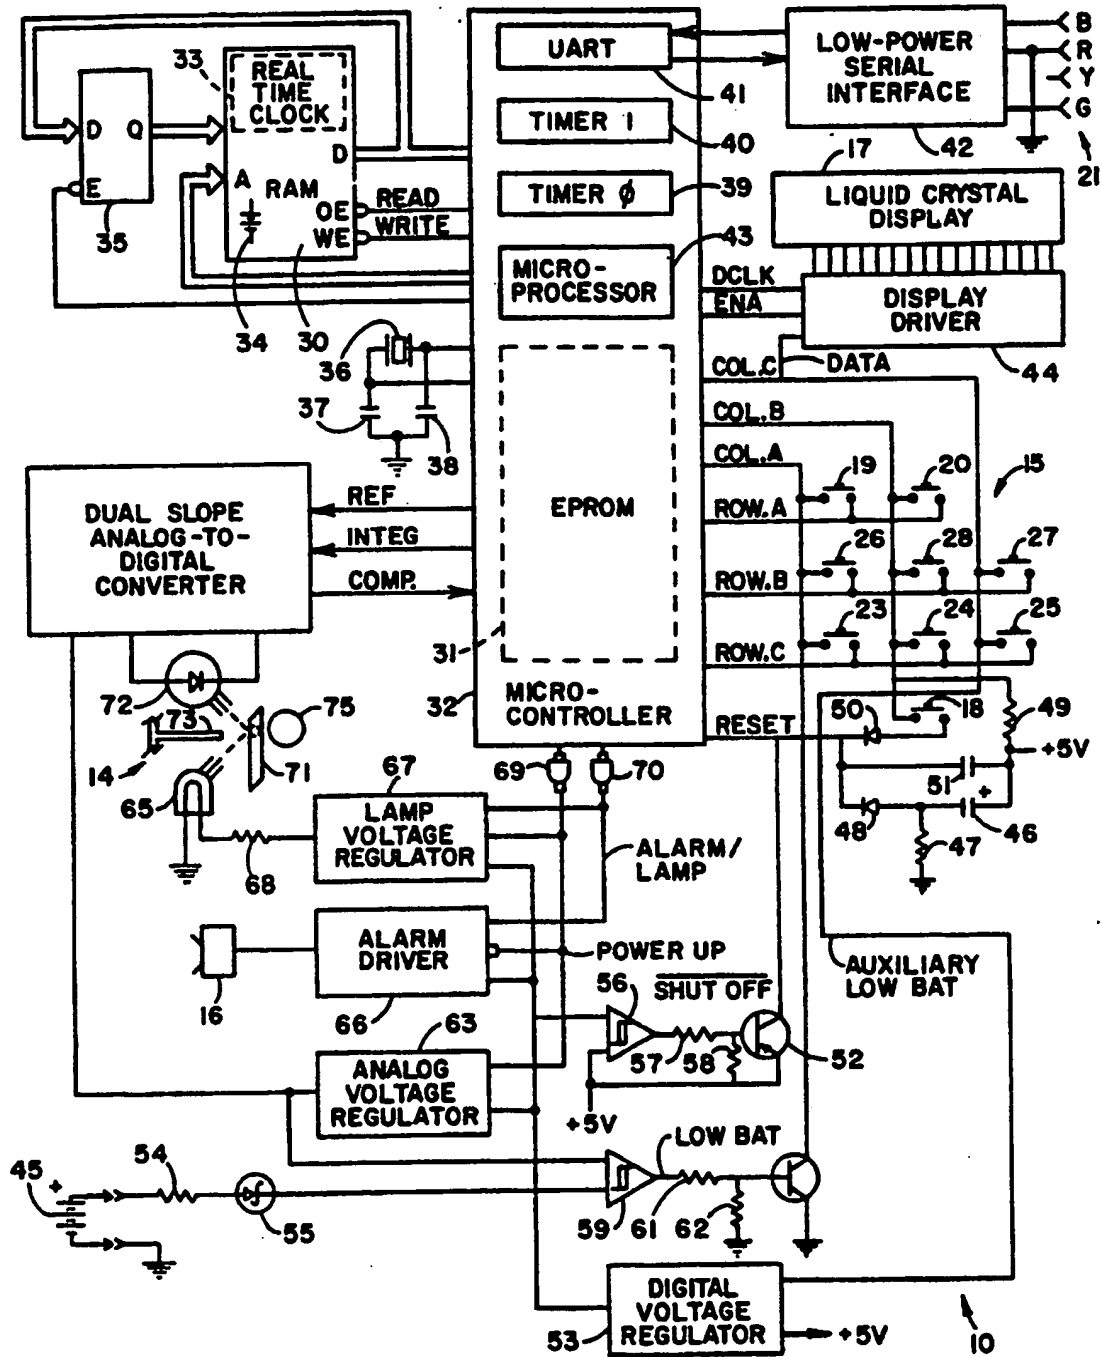 UART
41
TIMER 1
40
TIMER ϕ
39
43
MICRO-
PROCESSOR
EPROM
31
32
MICRO-
CONTROLLER
LOW-POWER
SERIAL
INTERFACE
42
B
R
Y
G
21
33
REAL
TIME
CLOCK
D
Q
E
35
D
A
RAM
OE
WE
READ
WRITE
34
30
36
37
38
17
LIQUID CRYSTAL
DISPLAY
DCLK
ENA
DISPLAY
DRIVER
44
DATA
COL.C
COL.B
COL.A
ROW.A
ROW.B
ROW.C
RESET
19
20
15
26
28
27
23
24
25
50
18
49
+5V
51
+
48
47
46
DUAL SLOPE
ANALOG-TO-
DIGITAL
CONVERTER
REF
INTEG
COMP.
72
73
75
14
71
65
68
67
LAMP
VOLTAGE
REGULATOR
69
70
ALARM/
LAMP
16
ALARM
DRIVER
66
POWER UP
AUXILIARY
LOW BAT
56
SHUT OFF
57
58
52
+5V
63
ANALOG
VOLTAGE
REGULATOR
LOW BAT
45
+
54
55
59
61
62
DIGITAL
VOLTAGE
REGULATOR
53
+5V
10